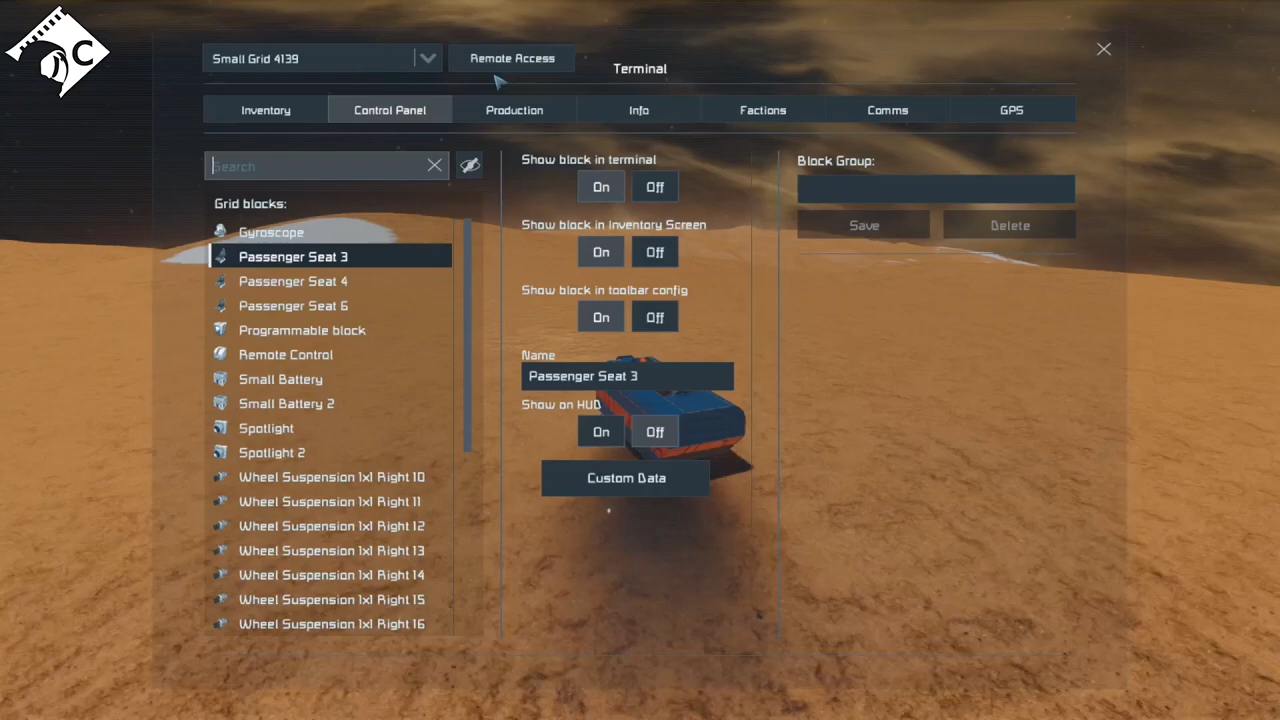 Small Grid 4139
Remote Access
Terminal
Inventory
Control Panel
Production
Info
Factions
Comms
GPS
Search
Grid blocks:
Gyroscope
Passenger Seat 3
Passenger Seat 4
Passenger Seat 6
Programmable block
Remote Control
Small Battery
Small Battery 2
Spotlight
Spotlight 2
Wheel Suspension 1x1 Right 10
Wheel Suspension 1x1 Right 11
Wheel Suspension 1x1 Right 12
Wheel Suspension 1x1 Right 13
Wheel Suspension 1x1 Right 14
Wheel Suspension 1x1 Right 15
Wheel Suspension 1x1 Right 16
Show block in terminal
On Off
Show block in Inventory Screen
On Off
Show block in toolbar config
On Off
Name
Passenger Seat 3
Show on HUD
On Off
Custom Data
Block Group:
Save
Delete
C